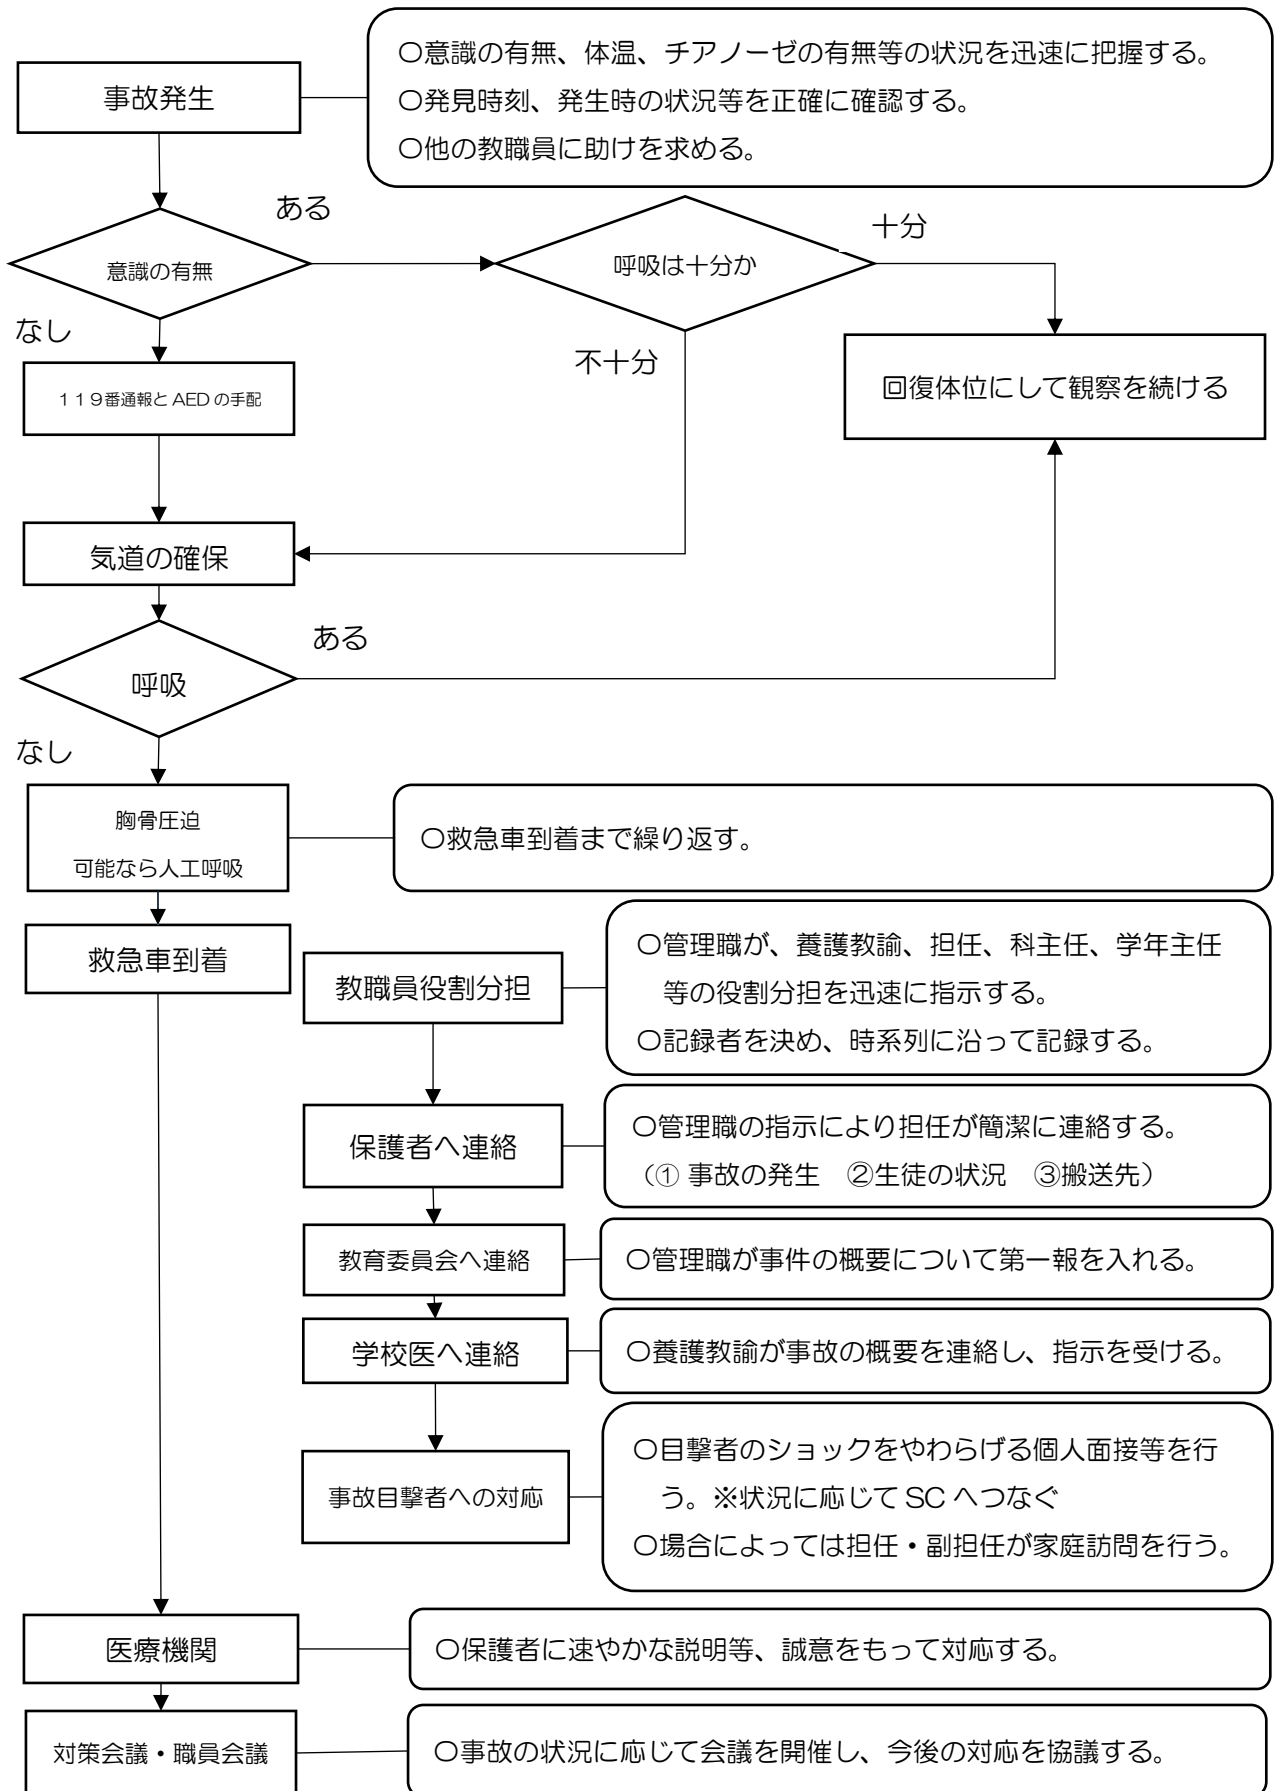 事故発生
〇意識の有無、体温、チアノーゼの有無等の状況を迅速に把握する。
〇発見時刻、発生時の状況等を正確に確認する。
〇他の教職員に助けを求める。
ある
十分
意識の有無
呼吸は十分か
なし
不十分
１１９番通報と AED の手配
回復体位にして観察を続ける
気道の確保
ある
呼吸
なし
胸骨圧迫
可能なら人工呼吸
〇救急車到着まで繰り返す。
救急車到着
教職員役割分担
〇管理職が、養護教諭、担任、科主任、学年主任
等の役割分担を迅速に指示する。
〇記録者を決め、時系列に沿って記録する。
保護者へ連絡
〇管理職の指示により担任が簡潔に連絡する。
（① 事故の発生　②生徒の状況　③搬送先）
教育委員会へ連絡
〇管理職が事件の概要について第一報を入れる。
学校医へ連絡
〇養護教諭が事故の概要を連絡し、指示を受ける。
事故目撃者への対応
〇目撃者のショックをやわらげる個人面接等を行
う。※状況に応じて SC へつなぐ
〇場合によっては担任・副担任が家庭訪問を行う。
医療機関
〇保護者に速やかな説明等、誠意をもって対応する。
対策会議・職員会議
〇事故の状況に応じて会議を開催し、今後の対応を協議する。